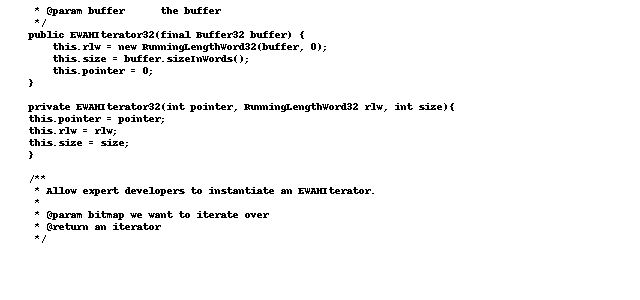 * @param buffer      the buffer
*/
public EWAHIterator32(final Buffer32 buffer) {
this.rlw = new RunningLengthWord32(buffer, 0);
this.size = buffer.sizeInWords();
this.pointer = 0;
}
private EWAHIterator32(int pointer, RunningLengthWord32 rlw, int size){
this.pointer = pointer;
this.rlw = rlw;
this.size = size;
}
/**
* Allow expert developers to instantiate an EWAHIterator.
*
* @param bitmap we want to iterate over
* @return an iterator
*/